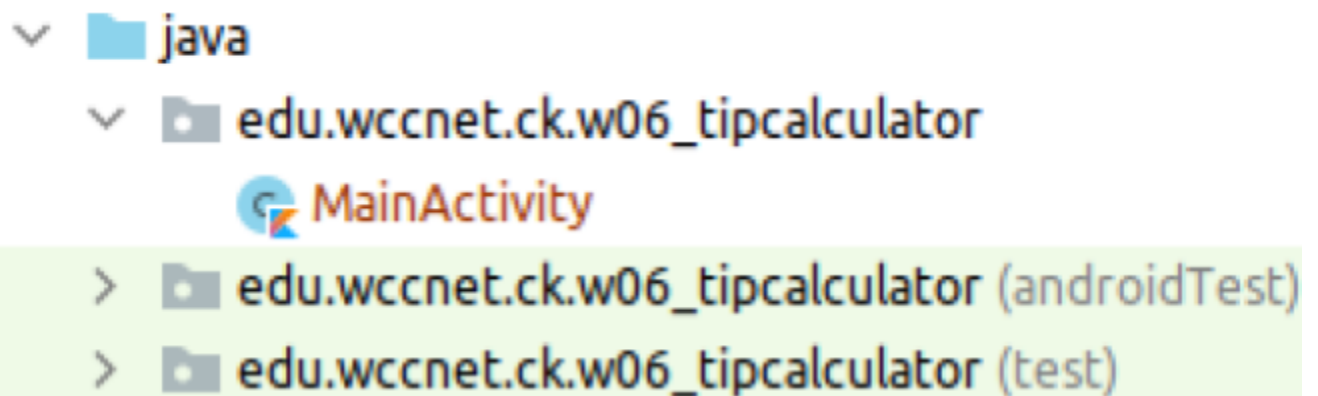 java
edu.wccnet.ck.w06_tipcalculator
MainActivity
edu.wccnet.ck.w06_tipcalculator (androidTest)
edu.wccnet.ck.w06_tipcalculator (test)